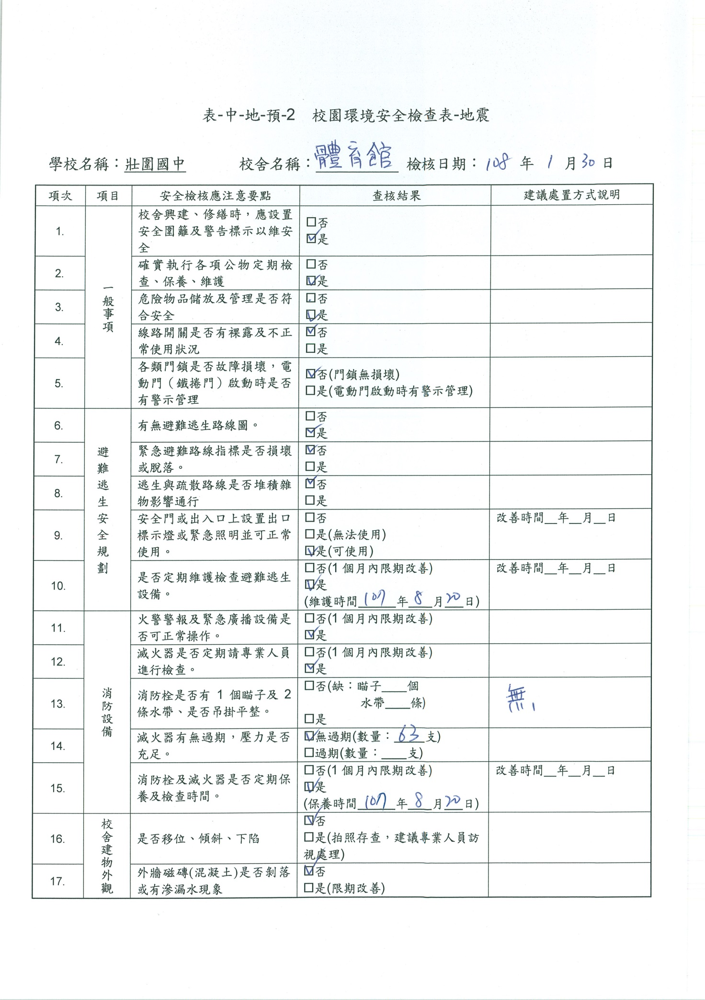 表-中-地-預-2 校園環境安全檢查表-地震
學校名稱：壯圍國中 校舍名稱：體育館 檢核日期：108 年 1 月 30 日
項次 項目 安全檢核應注意要點 查核結果 建議處置方式說明
一般事項
1. 校舍興建、修繕時，應設置
安全圍籬及警告標示以維安
全
□否
☑是
2. 確實執行各項公物定期檢
查、保養、維護
□否
☑是
3. 危險物品儲放及管理是否符
合安全
□否
☑是
4. 線路開關是否有裸露及不正
常使用狀況
☑否
□是
5. 各類門鎖是否故障損壞，電
動門（鐵捲門）啟動時是否
有警示管理
☑否(門鎖無損壞)
□是(電動門啟動時有警示管理)
避難逃生安全規劃
6. 有無避難逃生路線圖。
□否
☑是
7. 緊急避難路線指標是否損壞
或脫落。
☑否
□是
8. 逃生與疏散路線是否堆積雜
物影響通行
☑否
□是
9. 安全門或出入口上設置出口
標示燈或緊急照明並可正常
使用。
□否
□是(無法使用)
☑是(可使用)
改善時間__年__月__日
10. 是否定期維護檢查避難逃生
設備。
□否(1 個月內限期改善)
☑是
(維護時間 107 年 8 月 20 日)
改善時間__年__月__日
消防設備
11. 火警警報及緊急廣播設備是
否可正常操作。
□否(1 個月內限期改善)
☑是
12. 滅火器是否定期請專業人員
進行檢查。
□否(1 個月內限期改善)
☑是
13. 消防栓是否有 1 個瞄子及 2
條水帶、是否吊掛平整。
□否(缺：瞄子____個
水帶____條)
□是
無
14. 滅火器有無過期，壓力是否
充足。
☑無過期(數量：63 支)
□過期(數量：____支)
15. 消防栓及滅火器是否定期保
養及檢查時間。
□否(1 個月內限期改善)
☑是
(保養時間 107 年 8 月 20 日)
改善時間__年__月__日
校舍建物外觀
16. 是否移位、傾斜、下陷
☑否
□是(拍照存查，建議專業人員訪
視處理)
17. 外牆磁磚(混凝土)是否剝落
或有滲漏水現象
☑否
□是(限期改善)